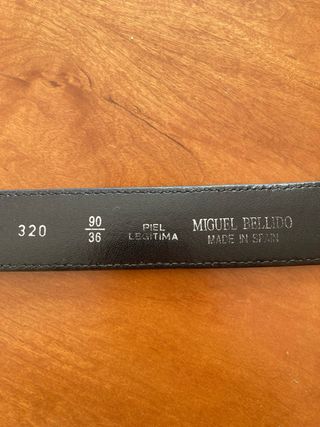 320
90
36
PIEL
LEGITIMA
MIGUEL BELLIDO
MADE IN SPAIN